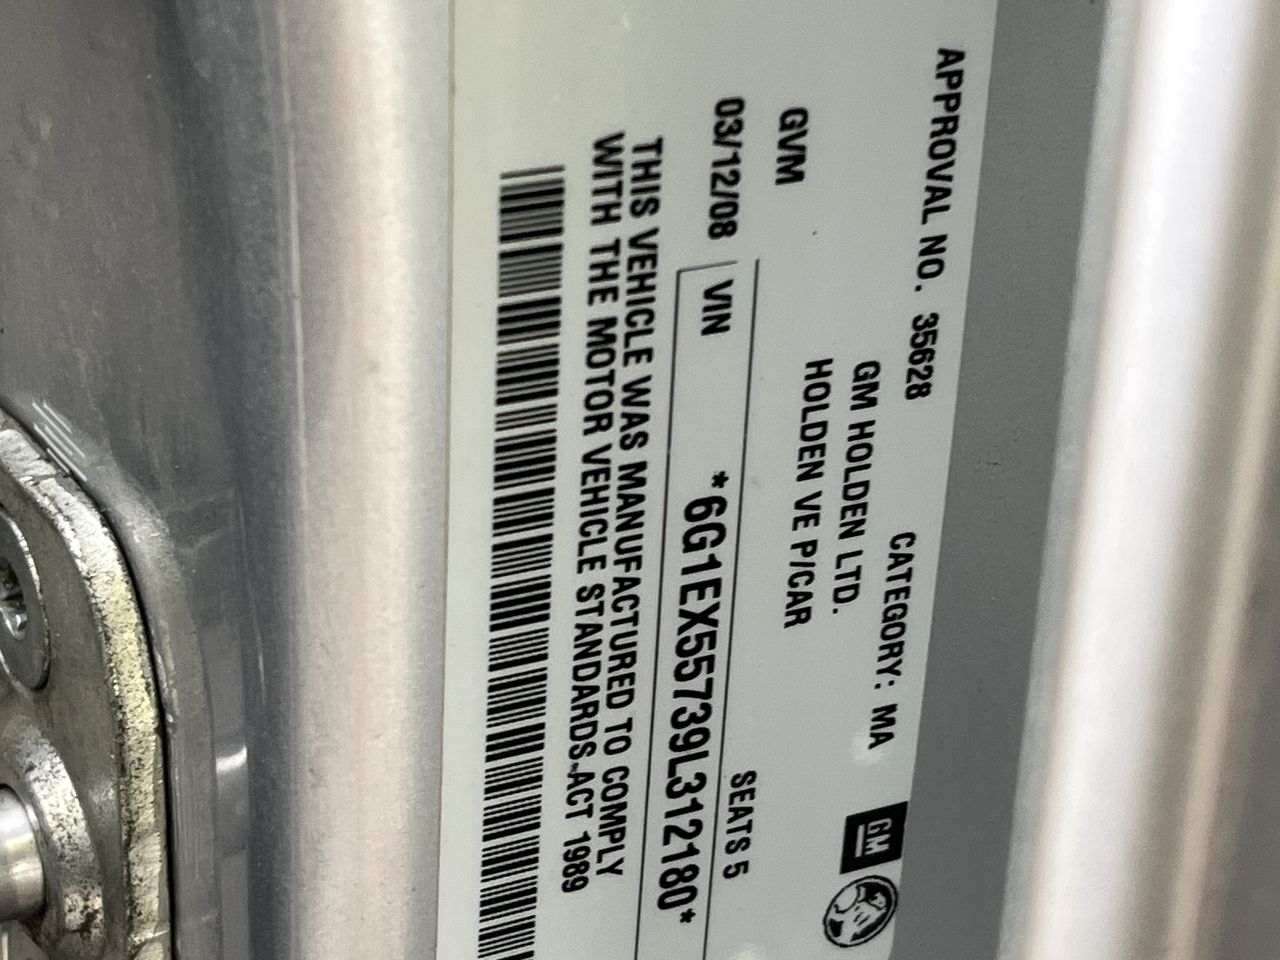 APPROVAL NO. 35628 CATEGORY: MA
GM
GM HOLDEN LTD.
HOLDEN VE P/CAR
GVM
03/12/08 SEATS 5
VIN *6G1EX55739L312180*
THIS VEHICLE WAS MANUFACTURED TO COMPLY
WITH THE MOTOR VEHICLE STANDARDS ACT 1989